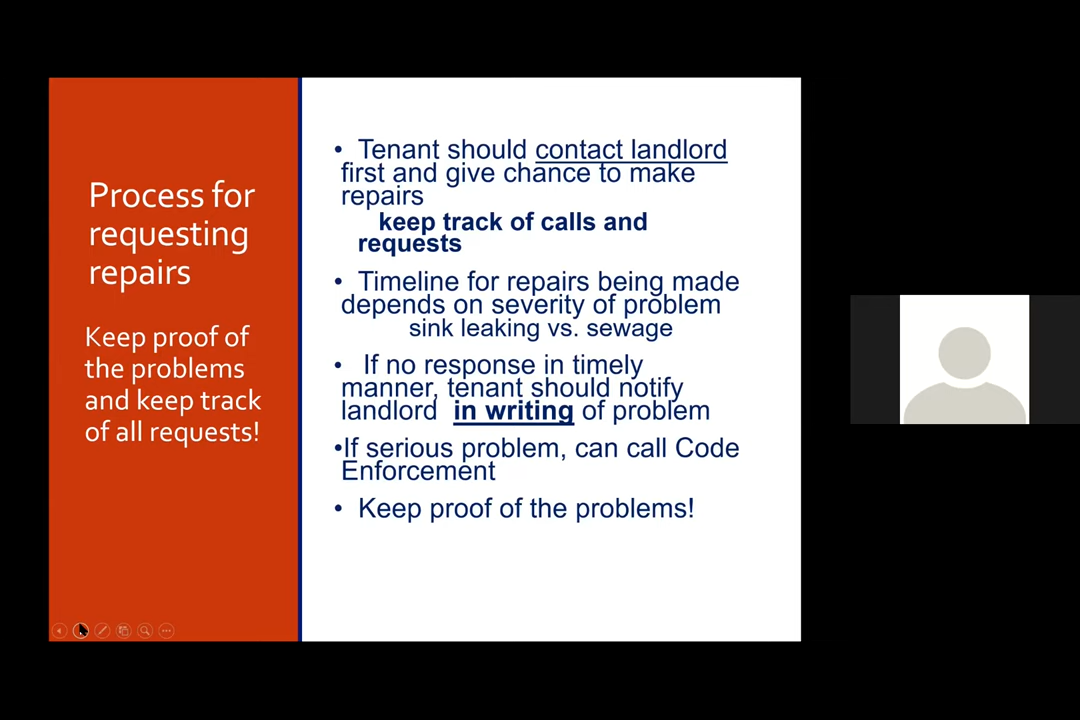 Process for
requesting
repairs
Keep proof of
the problems
and keep track
of all requests!
• Tenant should contact landlord
first and give chance to make
repairs
keep track of calls and
requests
• Timeline for repairs being made
depends on severity of problem
sink leaking vs. sewage
• If no response in timely
manner, tenant should notify
landlord in writing of problem
•If serious problem, can call Code
Enforcement
• Keep proof of the problems!